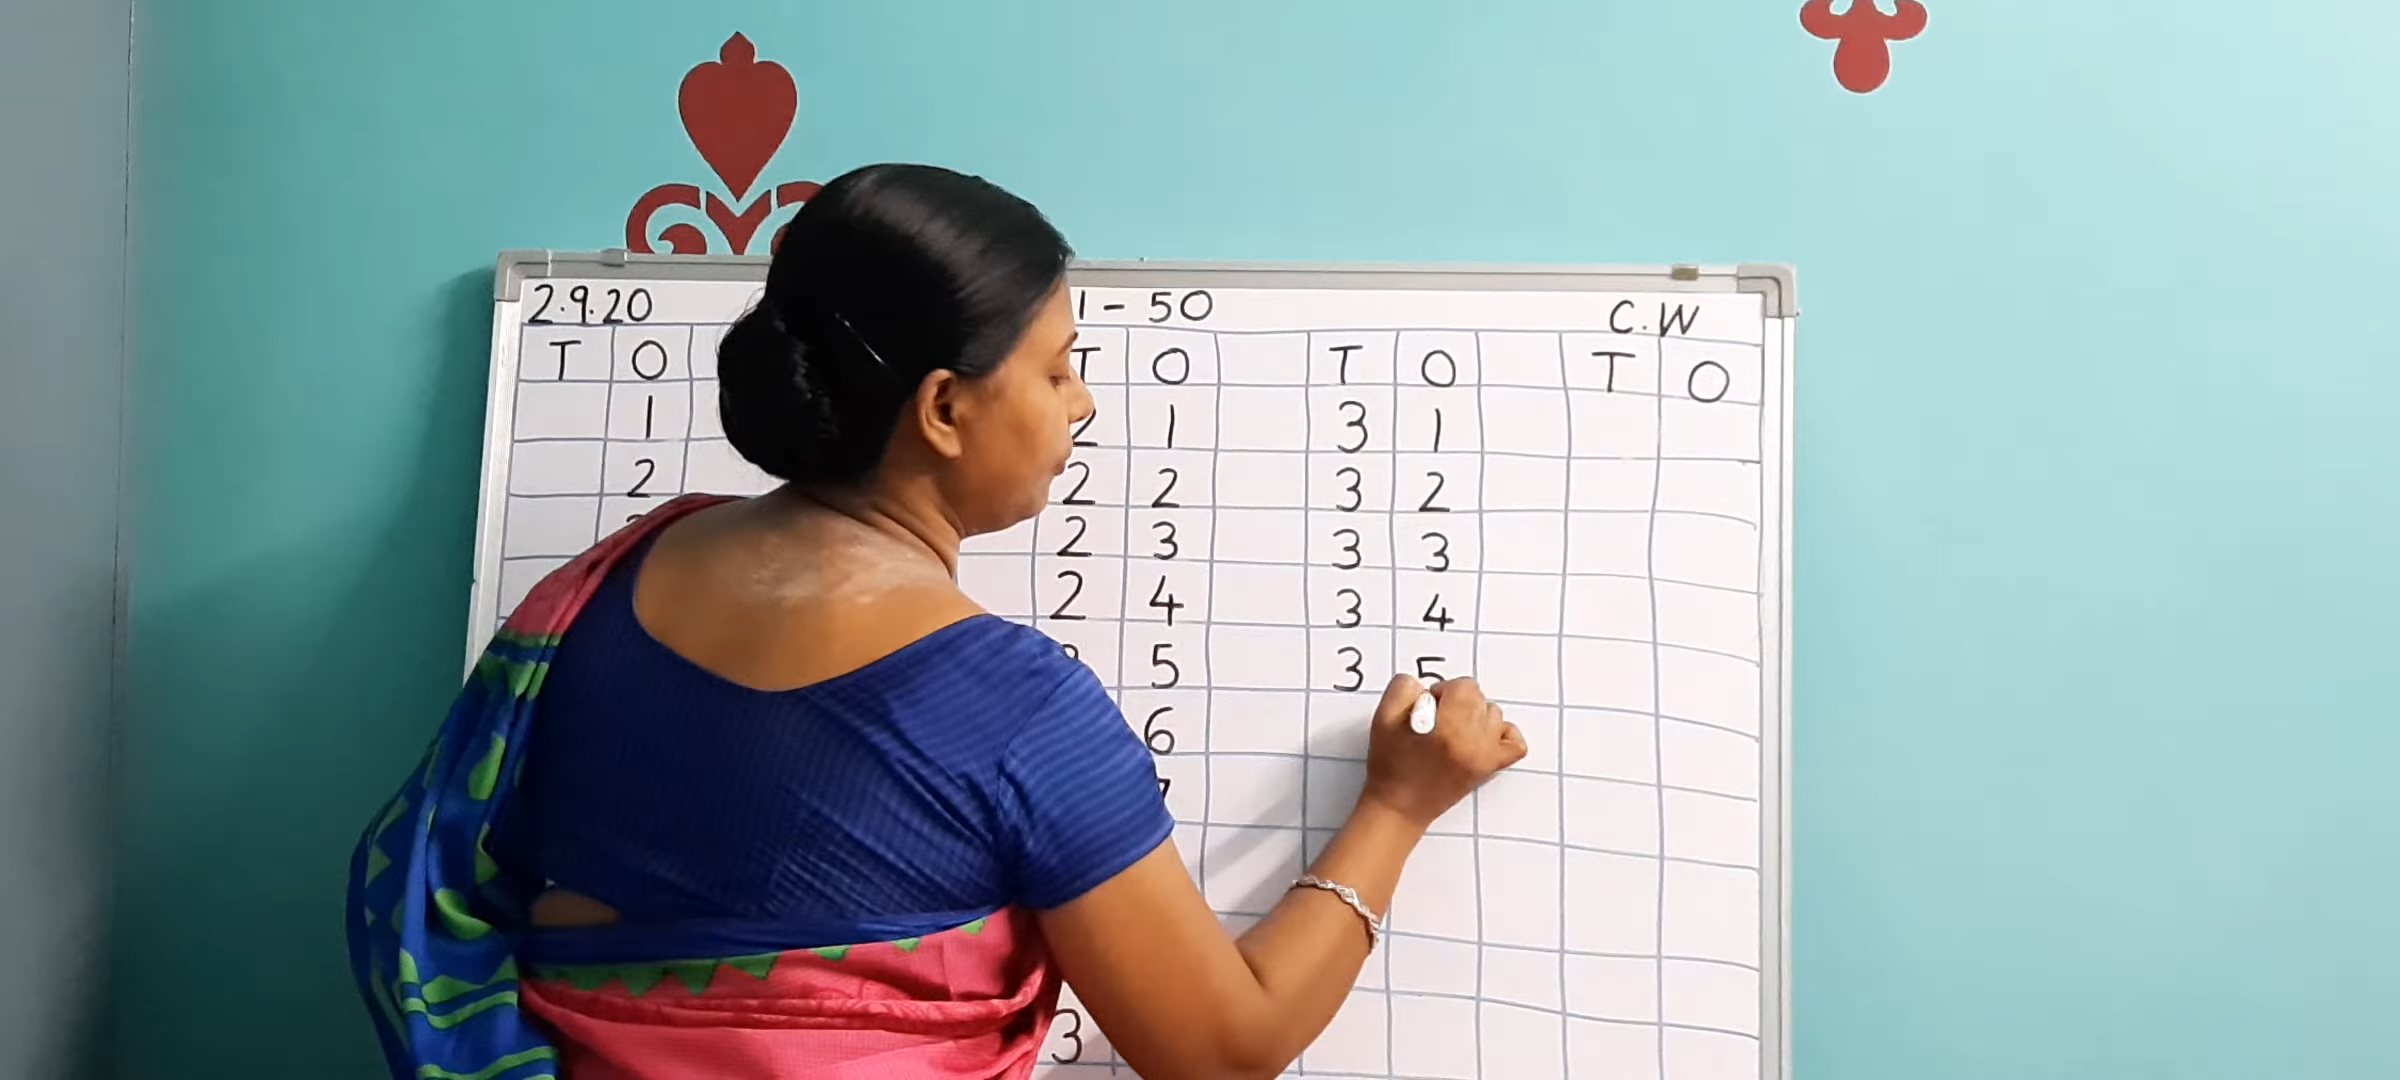 2.9.20 1-50 C.W
T O T O T O T O
1 2 1 3 1
2 2 2 3 2
2 3 3 3
2 4 3 4
5 3 5
6
3